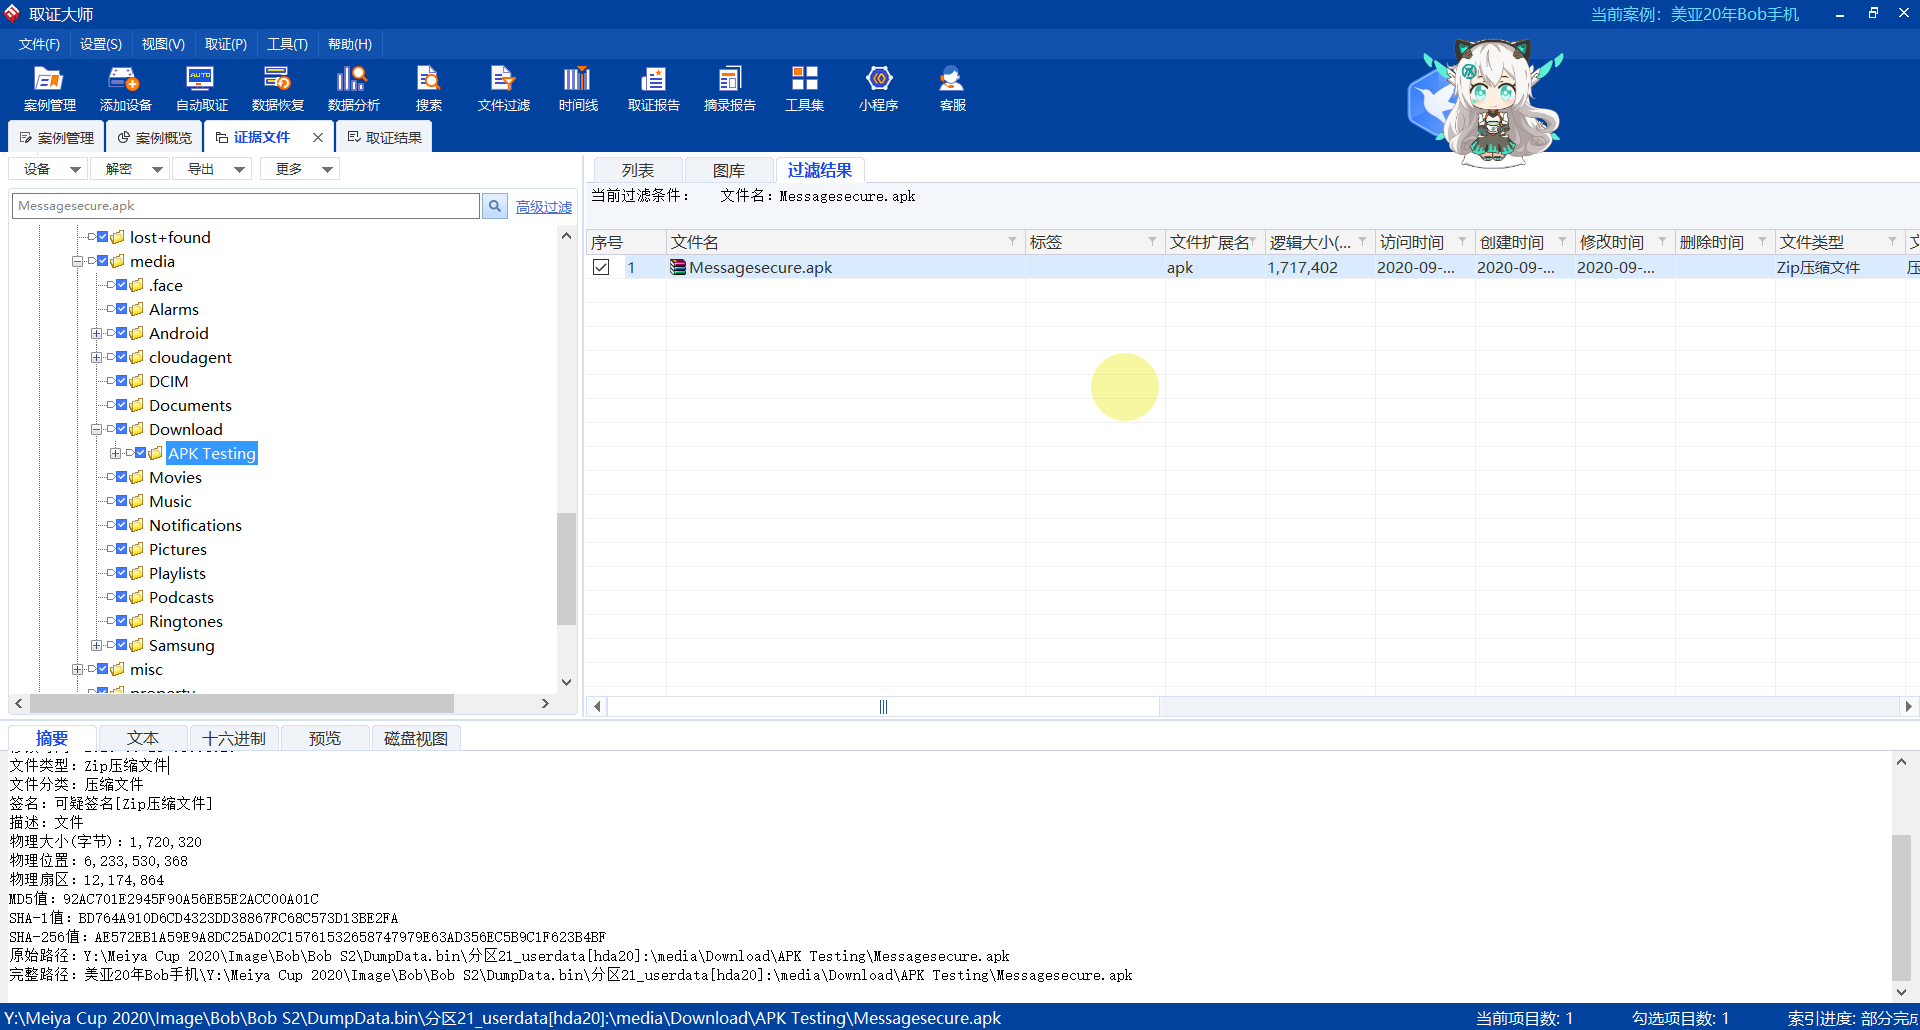 取证大师
当前案例：美亚20年Bob手机
文件(F) 设置(S) 视图(V) 取证(P) 工具(T) 帮助(H)
案例管理 添加设备 自动取证 数据恢复 数据分析 搜索 文件过滤 时间线 取证报告 摘录报告 工具集 小程序 客服
案例管理 案例概览 证据文件 取证结果
设备 解密 导出 更多
Messagesecure.apk 高级过滤
lost+found
media
.face
Alarms
Android
cloudagent
DCIM
Documents
Download
APK Testing
Movies
Music
Notifications
Pictures
Playlists
Podcasts
Ringtones
Samsung
misc
property
列表 图库 过滤结果
当前过滤条件： 文件名：Messagesecure.apk
序号 文件名 标签 文件扩展名 逻辑大小(... 访问时间 创建时间 修改时间 删除时间 文件类型
1 Messagesecure.apk apk 1,717,402 2020-09-... 2020-09-... 2020-09-... Zip压缩文件
摘要 文本 十六进制 预览 磁盘视图
文件类型：Zip压缩文件
文件分类：压缩文件
签名：可疑签名[Zip压缩文件]
描述：文件
物理大小(字节)：1,720,320
物理位置：6,233,530,368
物理扇区：12,174,864
MD5值：92AC701E2945F90A56EB5E2ACC00A01C
SHA-1值：BD764A910D6CD4323DD38867FC68C573D13BE2FA
SHA-256值：AE572EB1A59E9A8DC25AD02C15761532658747979E63AD356EC5B9C1F623B4BF
原始路径：Y:\Meiya Cup 2020\Image\Bob\Bob S2\DumpData.bin\分区21_userdata[hda20]:\media\Download\APK Testing\Messagesecure.apk
完整路径：美亚20年Bob手机\Y:\Meiya Cup 2020\Image\Bob\Bob S2\DumpData.bin\分区21_userdata[hda20]:\media\Download\APK Testing\Messagesecure.apk
Y:\Meiya Cup 2020\Image\Bob\Bob S2\DumpData.bin\分区21_userdata[hda20]:\media\Download\APK Testing\Messagesecure.apk 当前项目数: 1 勾选项目数: 1 索引进度: 部分完成